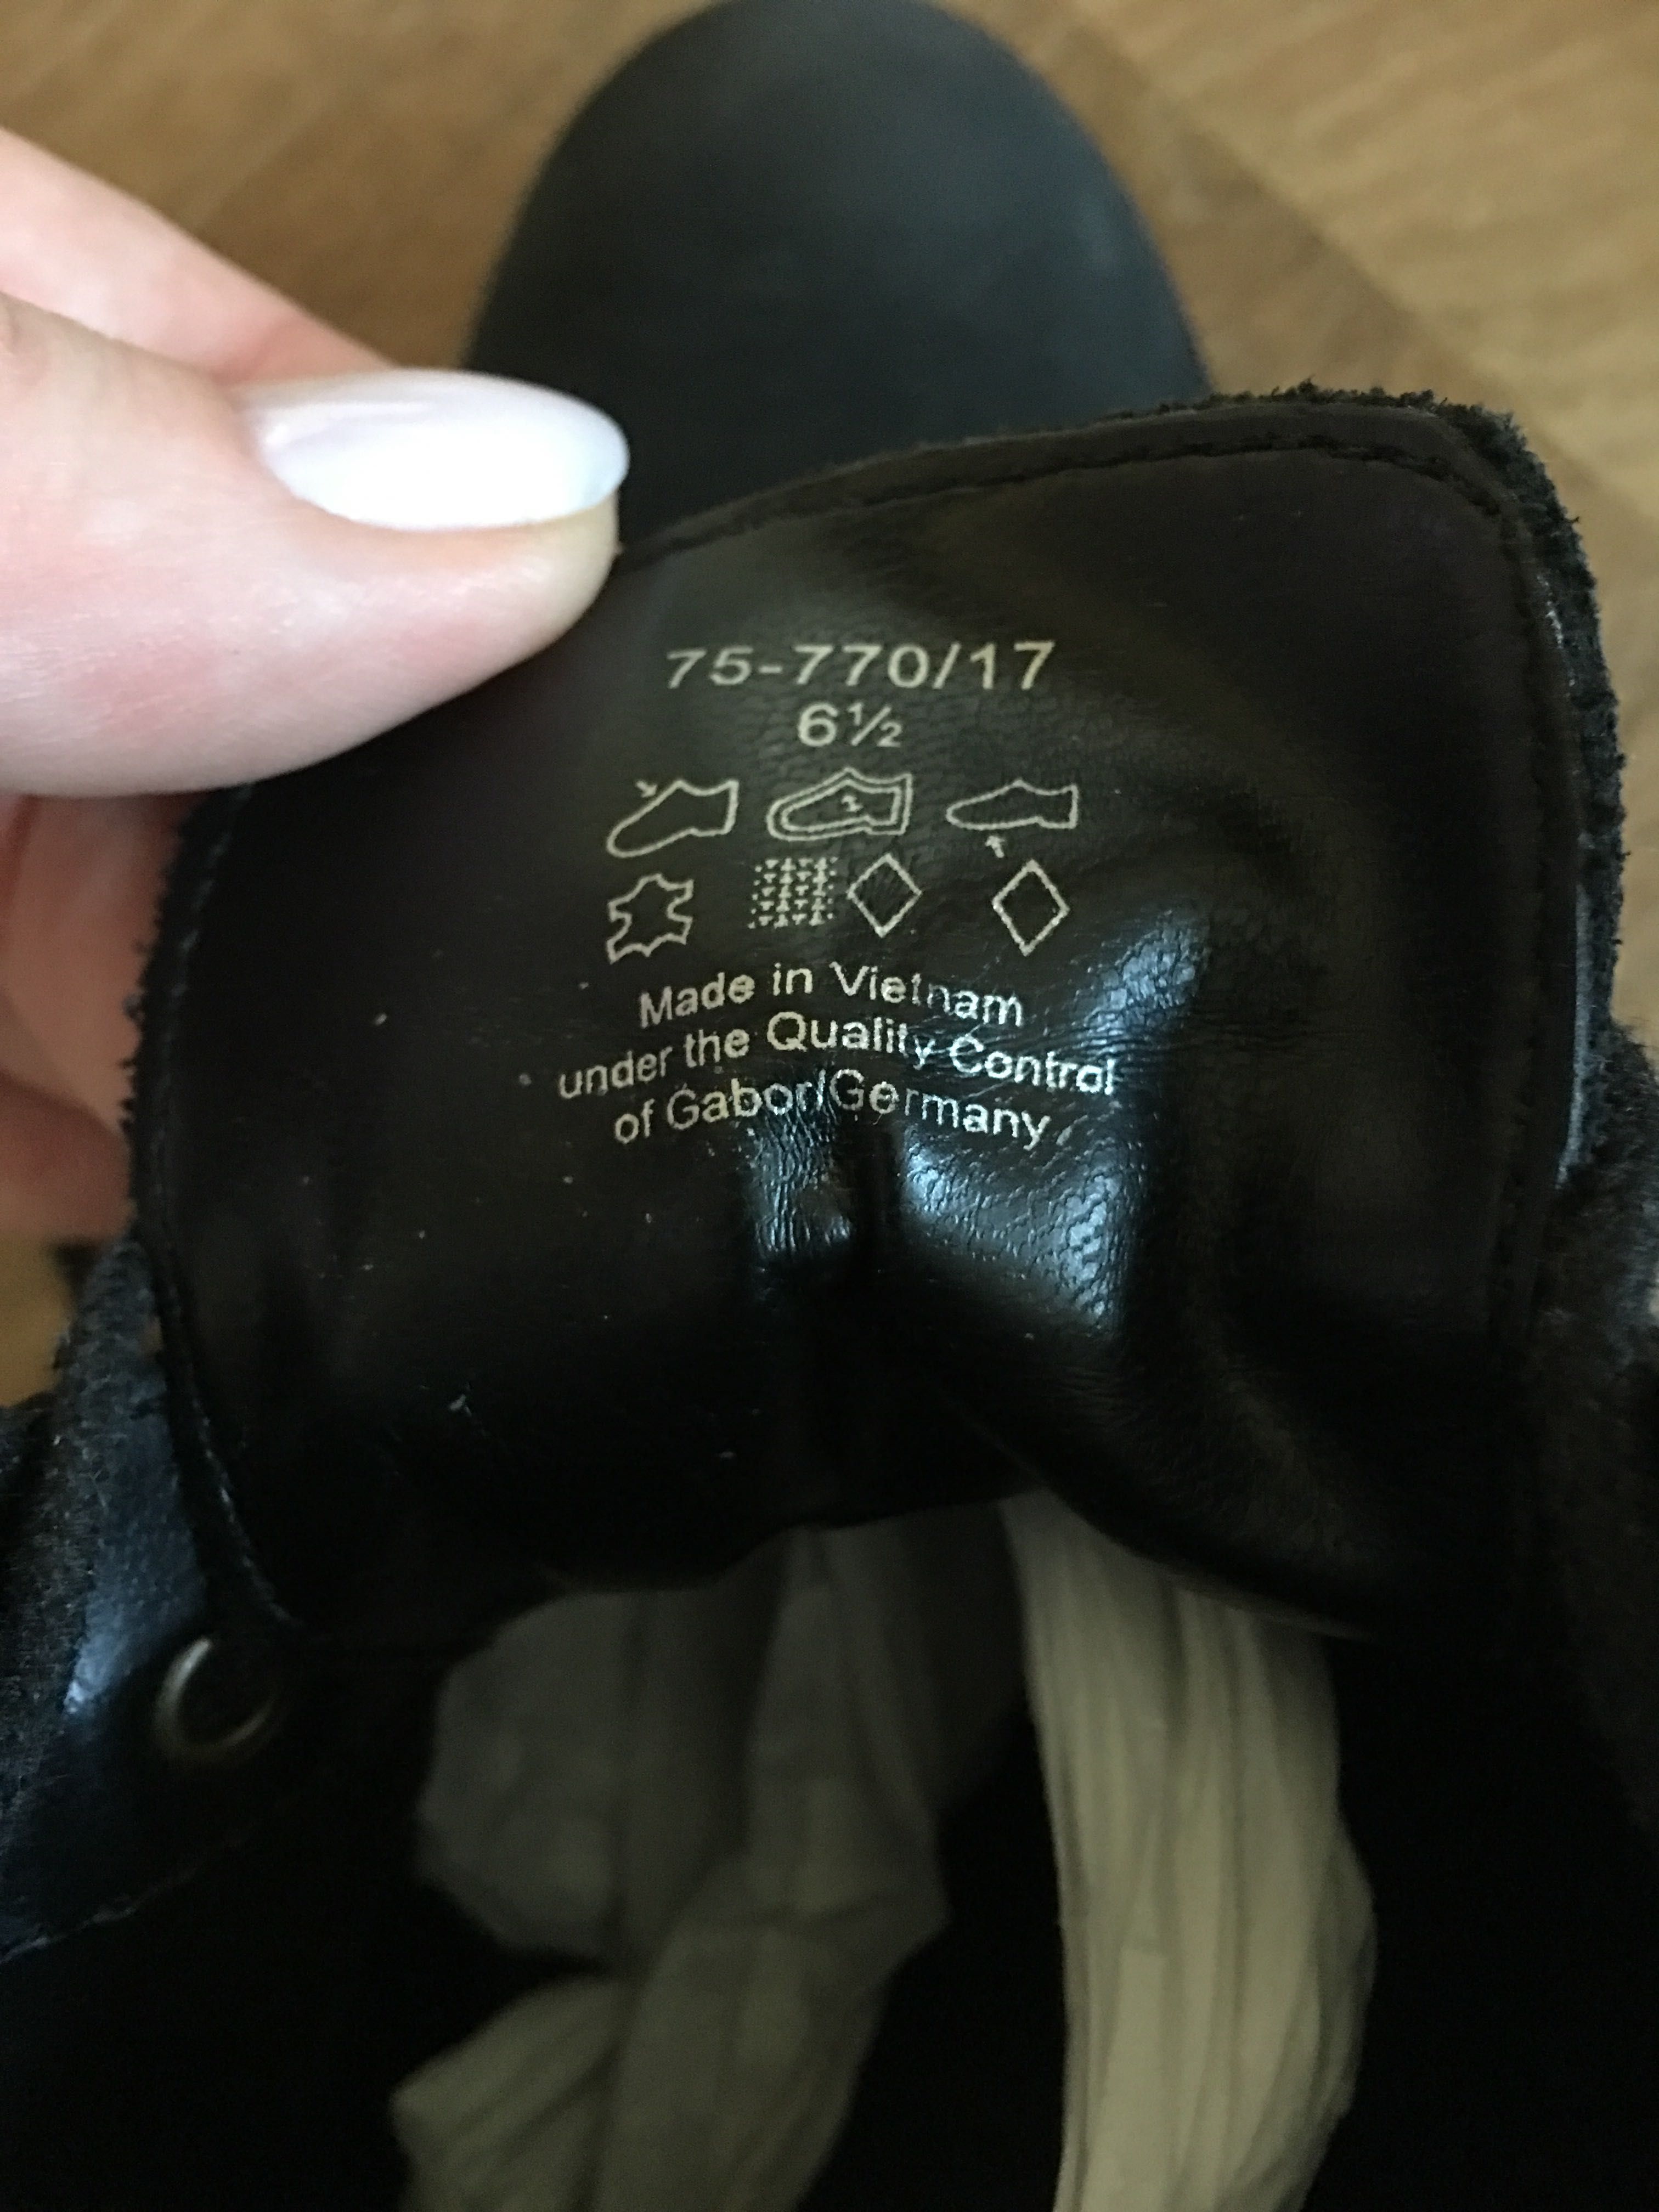 75-770/17
6½
Made in Vietnam
under the Quality Control
of Gabor/Germany